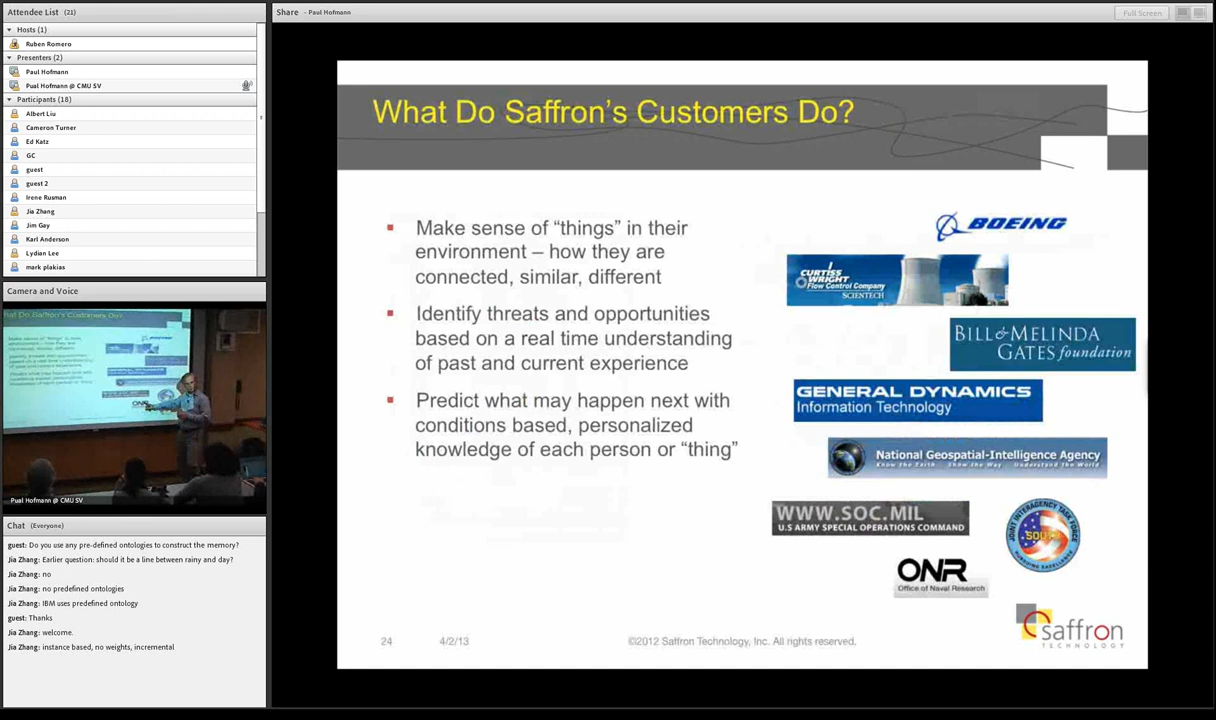 Attendee List (21)
Hosts (1)
Ruben Romero
Presenters (2)
Paul Hofmann
Pual Hofmann @ CMU SV
Participants (18)
Albert Liu
Cameron Turner
Ed Katz
GC
guest
guest 2
Irene Rusman
Jia Zhang
Jim Gay
Karl Anderson
Lydian Lee
mark plakias
Camera and Voice
Pual Hofmann @ CMU SV
Chat (Everyone)
guest: Do you use any pre-defined ontologies to construct the memory?
Jia Zhang: Earlier question: should it be a line between rainy and day?
Jia Zhang: no
Jia Zhang: no predefined ontologies
Jia Zhang: IBM uses predefined ontology
guest: Thanks
Jia Zhang: welcome.
Jia Zhang: instance based, no weights, incremental
Share - Paul Hofmann
Full Screen
What Do Saffron's Customers Do?
Make sense of “things” in their
environment – how they are
connected, similar, different
Identify threats and opportunities
based on a real time understanding
of past and current experience
Predict what may happen next with
conditions based, personalized
knowledge of each person or “thing”
BOEING
CURTISS
WRIGHT
Flow Control Company
SCIENTECH
BILL & MELINDA
GATES foundation
GENERAL DYNAMICS
Information Technology
National Geospatial-Intelligence Agency
Know the Earth Show the Way Understand the World
WWW.SOC.MIL
U.S ARMY SPECIAL OPERATIONS COMMAND
JOINT INTERAGENCY TASK FORCE
SOUTH
ONR
Office of Naval Research
saffron
TECHNOLOGY
24
4/2/13
©2012 Saffron Technology, Inc. All rights reserved.